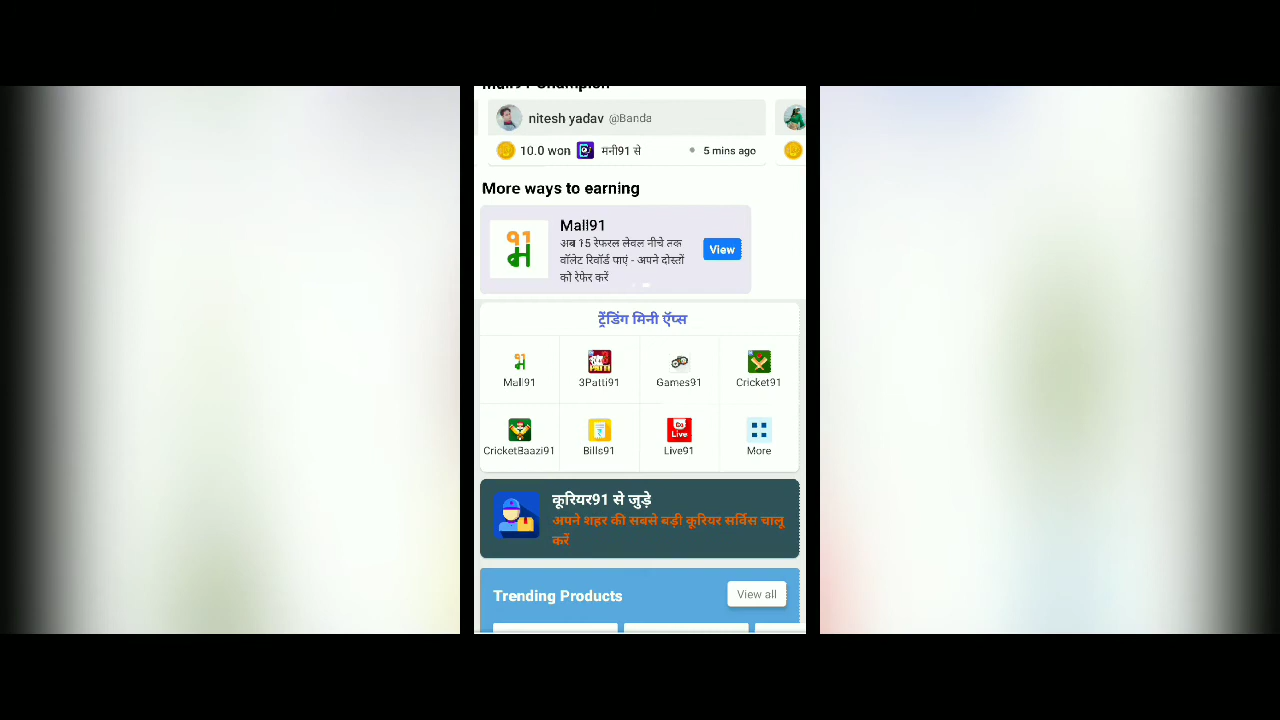 Mall91 Champion
nitesh yadav @Banda
10.0 won मनी91 से 5 mins ago
More ways to earning
Mall91
अब 15 रेफरल लेवल नीचे तक
वॉलेट रिवॉर्ड पाएं - अपने दोस्तों
को रेफेर करें
View
ट्रेंडिंग मिनी ऍप्स
Mall91 3Patti91 Games91 Cricket91
CricketBaazi91 Bills91 Live91 More
कूरियर91 से जुड़े
अपने शहर की सबसे बड़ी कूरियर सर्विस चालू
करें
Trending Products View all